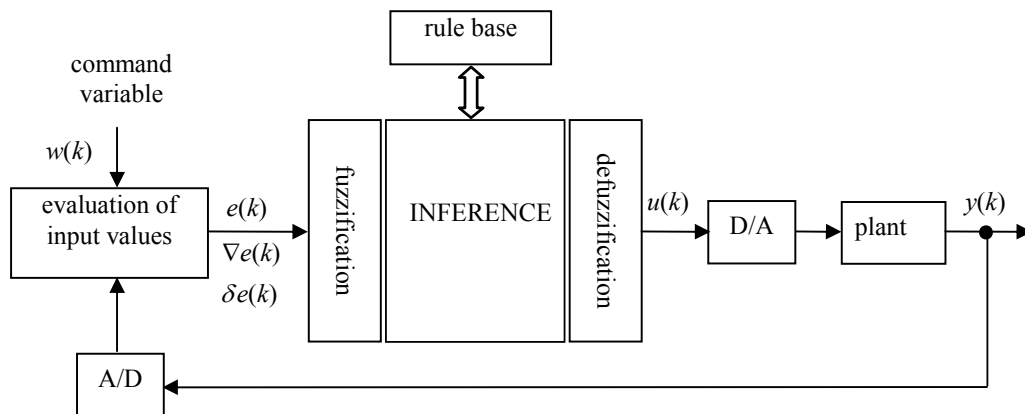 rule base
command
variable
w(k)
evaluation of
input values
e(k)
∇e(k)
δe(k)
fuzzification
INFERENCE
defuzzification
u(k)
D/A
plant
y(k)
A/D